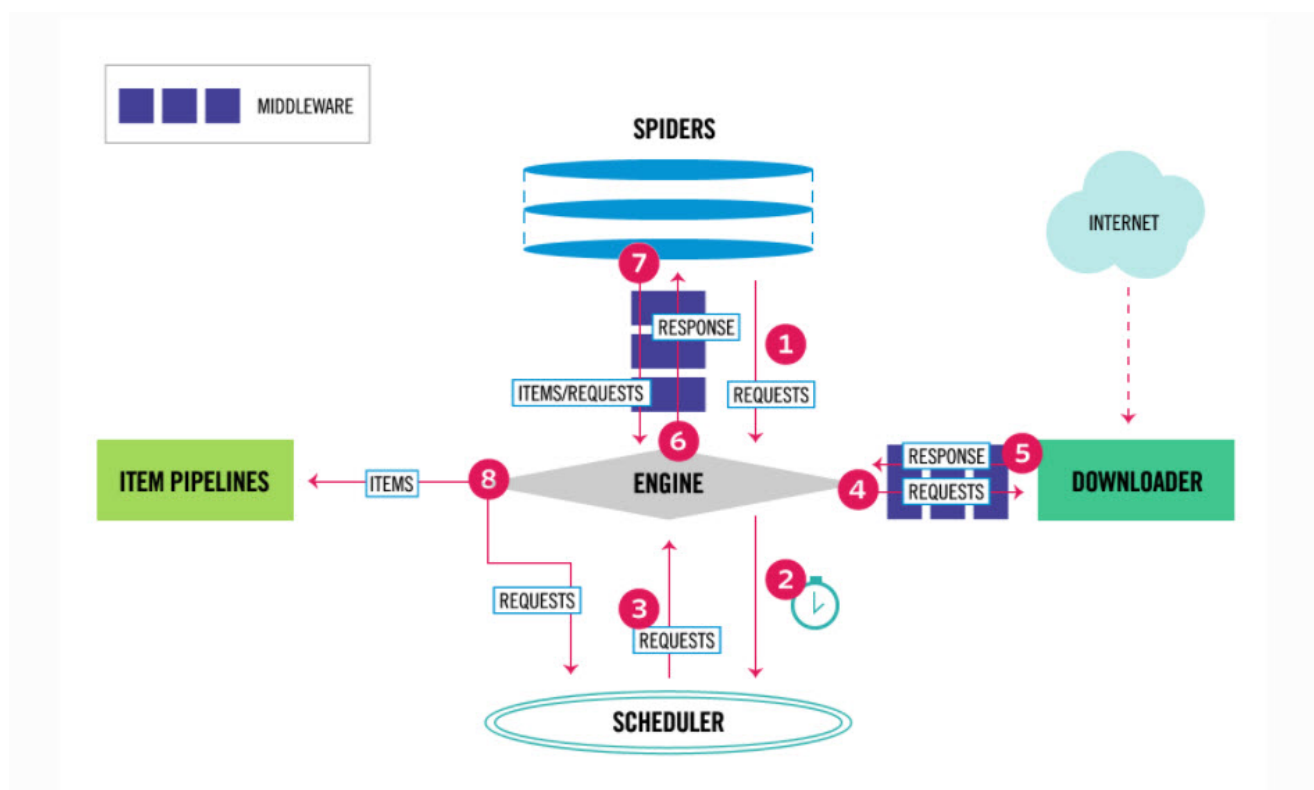 MIDDLEWARE
SPIDERS
INTERNET
7
RESPONSE
1
ITEMS/REQUESTS
REQUESTS
6
ITEM PIPELINES
ITEMS
8
ENGINE
4
RESPONSE
5
REQUESTS
DOWNLOADER
2
REQUESTS
3
REQUESTS
SCHEDULER